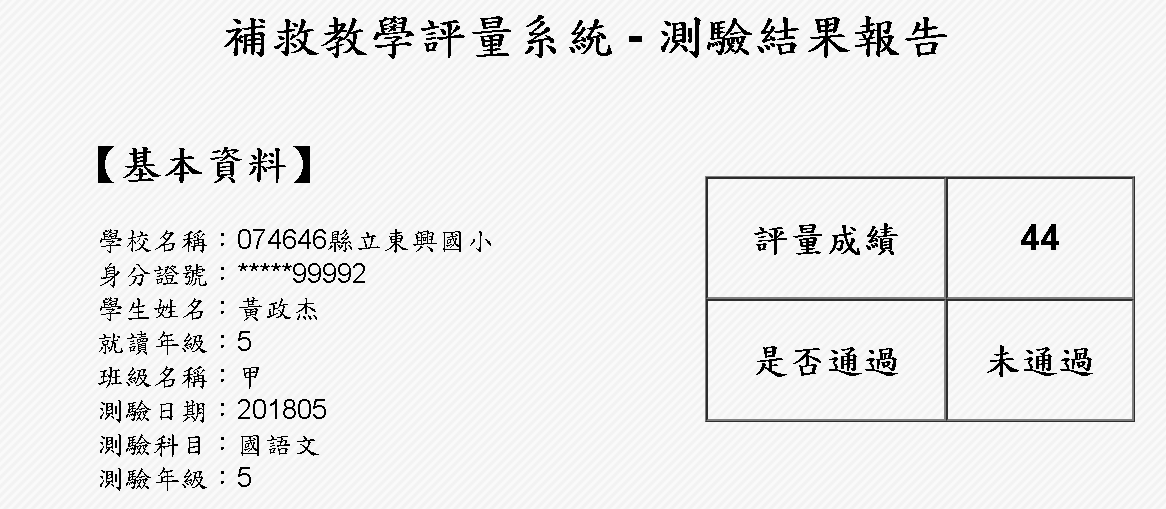 補救教學評量系統 - 測驗結果報告
【基本資料】
學校名稱：074646縣立東興國小
身分證號：*****99992
學生姓名：黃政杰
就讀年級：5
班級名稱：甲
測驗日期：201805
測驗科目：國語文
測驗年級：5
評量成績 44
是否通過 未通過